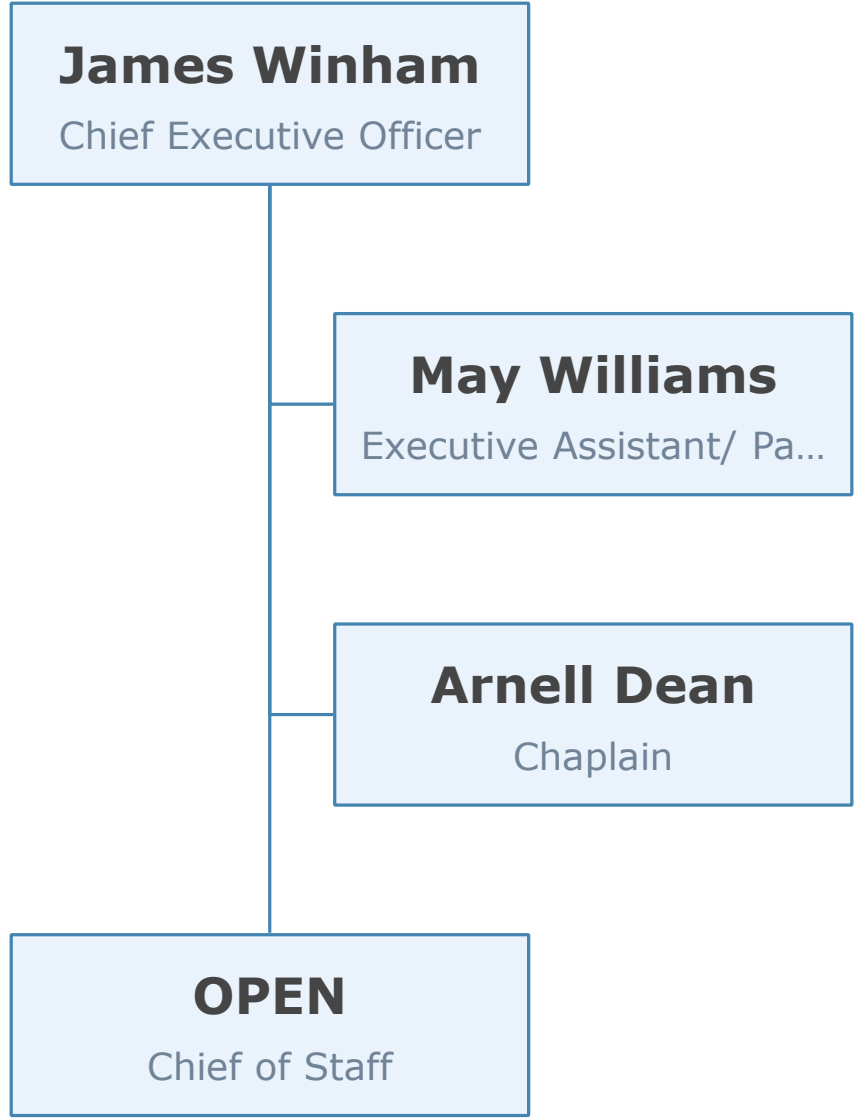 James Winham
Chief Executive Officer
May Williams
Executive Assistant/ Pa...
Arnell Dean
Chaplain
OPEN
Chief of Staff